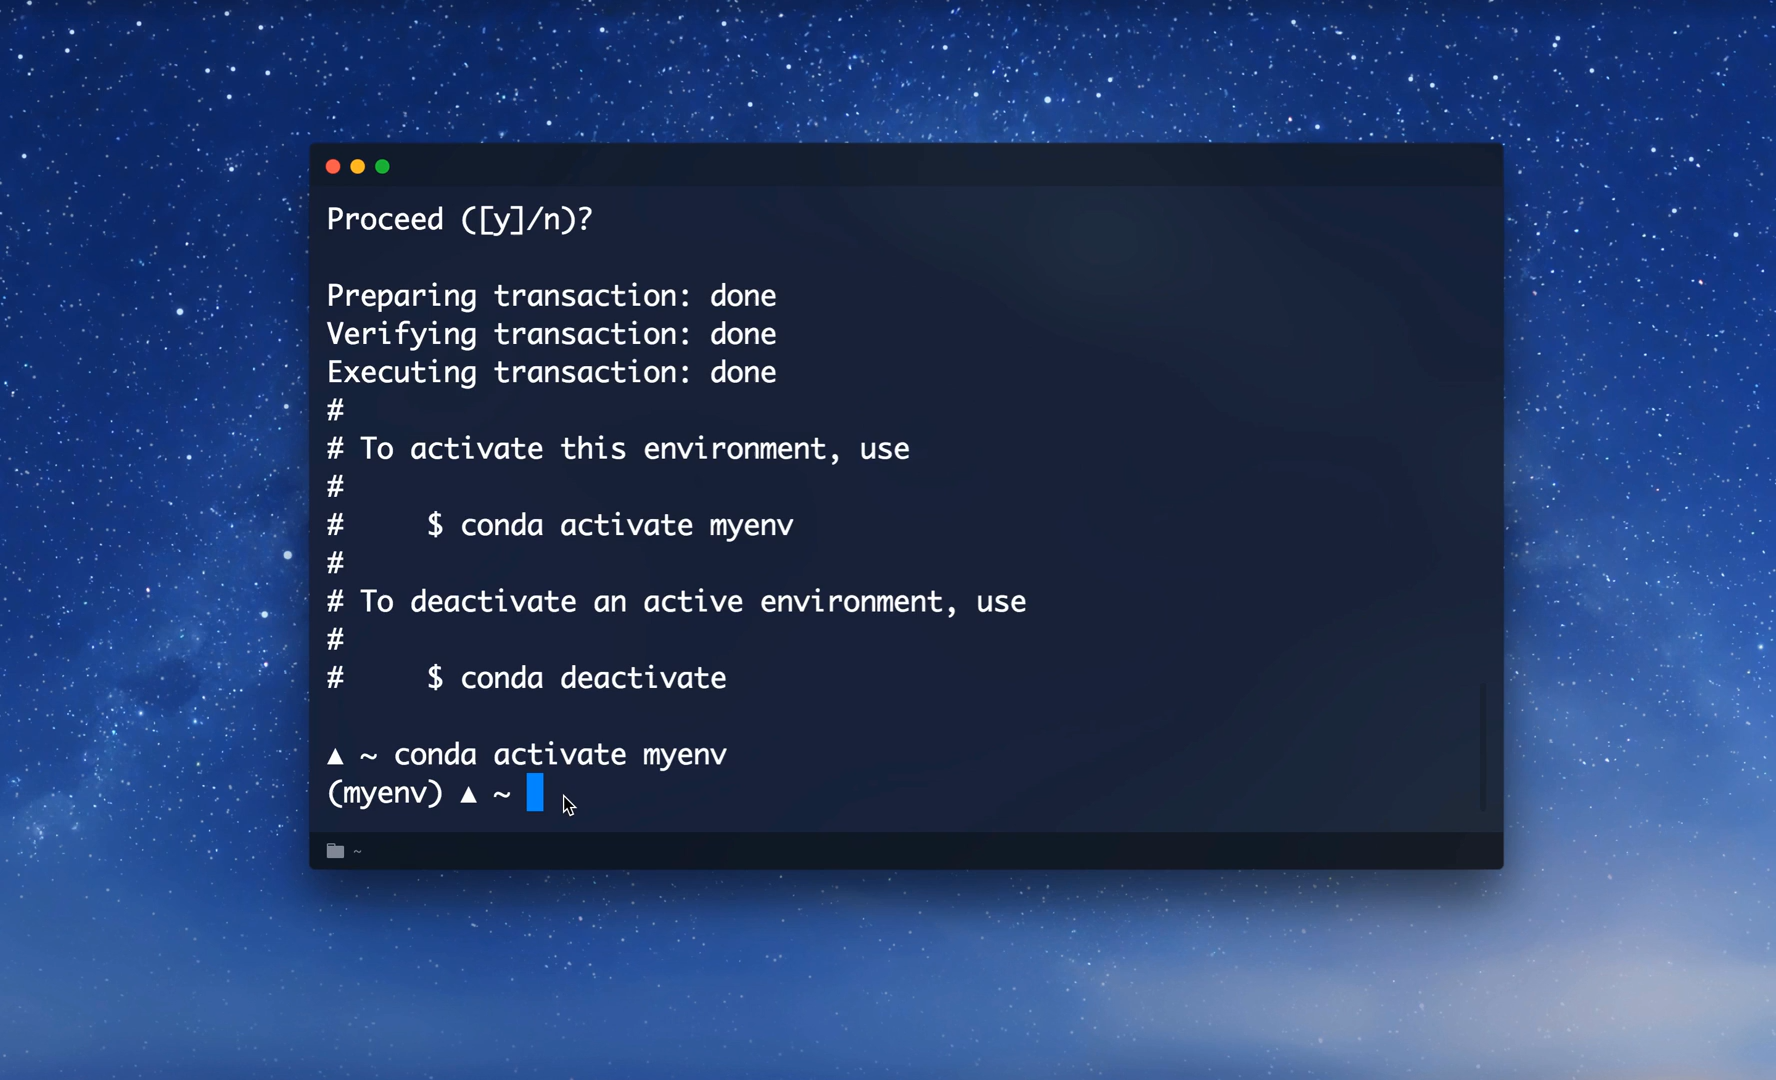 Proceed ([y]/n)?
Preparing transaction: done
Verifying transaction: done
Executing transaction: done
#
# To activate this environment, use
#
#     $ conda activate myenv
#
# To deactivate an active environment, use
#
#     $ conda deactivate
▲ ~ conda activate myenv
(myenv) ▲ ~
~